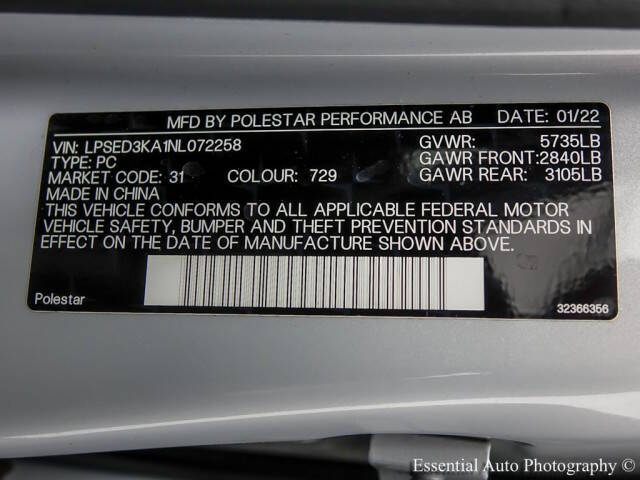 MFD BY POLESTAR PERFORMANCE AB DATE: 01/22
VIN: LPSED3KA1NL072258 GVWR: 5735LB
TYPE: PC GAWR FRONT:2840LB
MARKET CODE: 31 COLOUR: 729 GAWR REAR: 3105LB
MADE IN CHINA
THIS VEHICLE CONFORMS TO ALL APPLICABLE FEDERAL MOTOR
VEHICLE SAFETY, BUMPER AND THEFT PREVENTION STANDARDS IN
EFFECT ON THE DATE OF MANUFACTURE SHOWN ABOVE.
Polestar 32366356
Essential Auto Photography ©